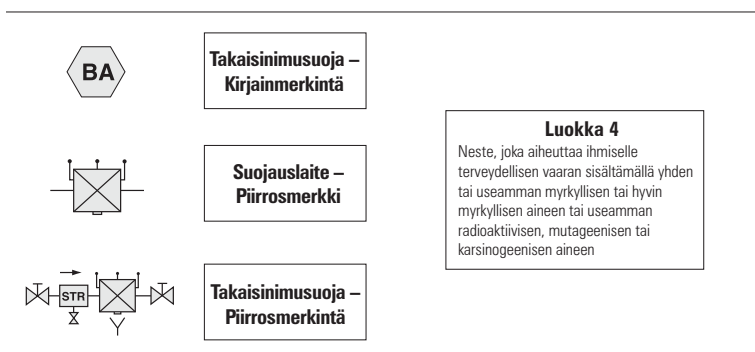 BA
Takaisinimusuoja –
Kirjainmerkintä
Suojauslaite –
Piirrosmerkki
STR
Takaisinimusuoja –
Piirrosmerkintä
Luokka 4
Neste, joka aiheuttaa ihmiselle
terveydellisen vaaran sisältämällä yhden
tai useamman myrkyllisen tai hyvin
myrkyllisen aineen tai useamman
radioaktiivisen, mutageenisen tai
karsinogeenisen aineen